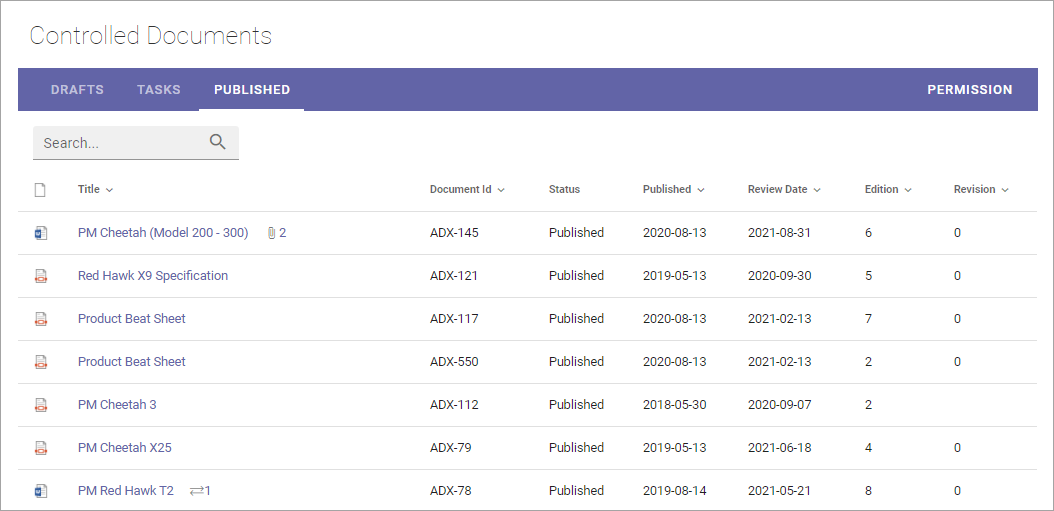 Controlled Documents
DRAFTS TASKS PUBLISHED PERMISSION
Search...
Title Document Id Status Published Review Date Edition Revision
PM Cheetah (Model 200 - 300) 2 ADX-145 Published 2020-08-13 2021-08-31 6 0
Red Hawk X9 Specification ADX-121 Published 2019-05-13 2020-09-30 5 0
Product Beat Sheet ADX-117 Published 2020-08-13 2021-02-13 7 0
Product Beat Sheet ADX-550 Published 2020-08-13 2021-02-13 2 0
PM Cheetah 3 ADX-112 Published 2018-05-30 2020-09-07 2
PM Cheetah X25 ADX-79 Published 2019-05-13 2021-06-18 4 0
PM Red Hawk T2 1 ADX-78 Published 2019-08-14 2021-05-21 8 0